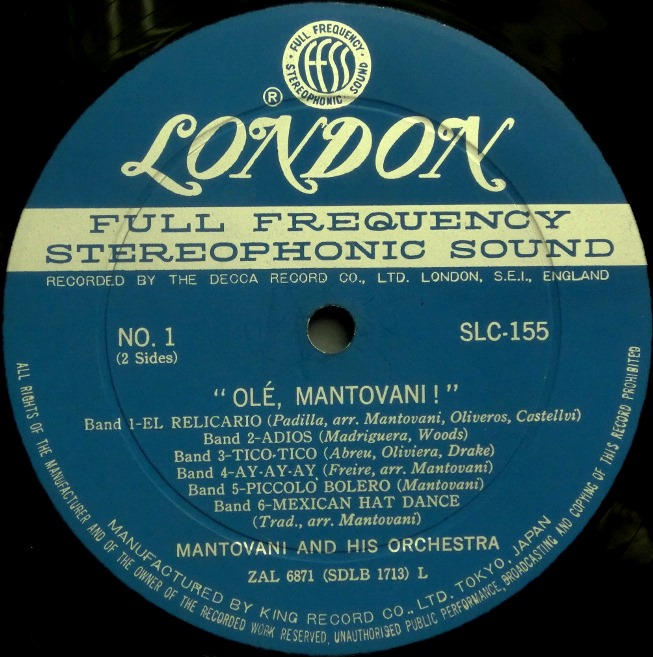 FULL FREQUENCY
ffss
STEREOPHONIC SOUND
®
LONDON
FULL FREQUENCY
STEREOPHONIC SOUND
RECORDED BY THE DECCA RECORD CO., LTD. LONDON, S.E.I., ENGLAND
NO. 1
(2 Sides)
SLC-155
"OLÉ, MANTOVANI!"
Band 1-EL RELICARIO (Padilla, arr. Mantovani, Oliveros, Castellvi)
Band 2-ADIOS (Madriguera, Woods)
Band 3-TICO-TICO (Abreu, Oliviera, Drake)
Band 4-AY-AY-AY (Freire, arr. Mantovani)
Band 5-PICCOLO BOLERO (Mantovani)
Band 6-MEXICAN HAT DANCE
(Trad., arr. Mantovani)
MANTOVANI AND HIS ORCHESTRA
ZAL 6871 (SDLB 1713) L
MANUFACTURED BY KING RECORD CO., LTD. TOKYO, JAPAN
ALL RIGHTS OF THE MANUFACTURER AND OF THE OWNER OF THE RECORDED WORK RESERVED, UNAUTHORISED PUBLIC PERFORMANCE, BROADCASTING AND COPYING OF THIS RECORD PROHIBITED